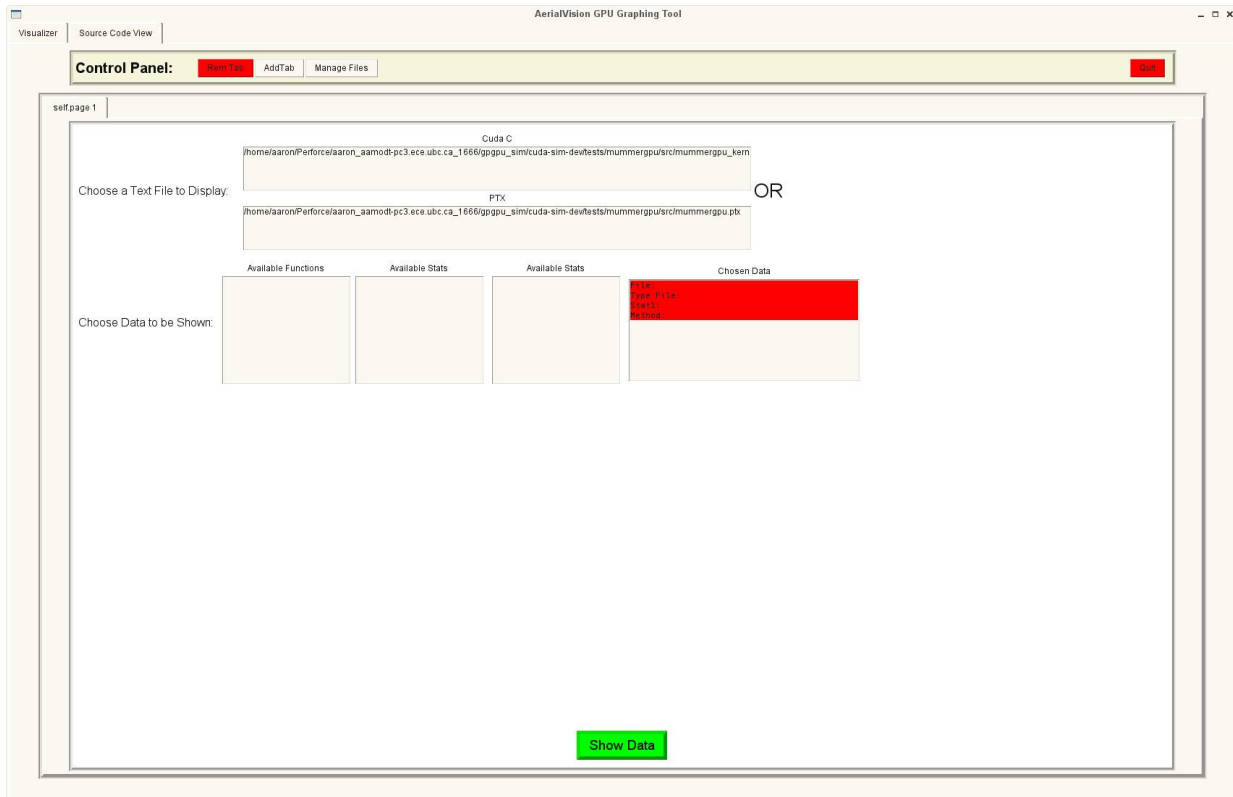 AerialVision GPU Graphing Tool
Visualizer
Source Code View
Control Panel:
Rem Tab
AddTab
Manage Files
Quit
self.page 1
Cuda C
/home/aaron/Perforce/aaron_aamodt-pc3.ece.ubc.ca_1666/gpgpu_sim/cuda-sim-dev/tests/mummergpu/src/mummergpu_kern
Choose a Text File to Display:
OR
PTX
/home/aaron/Perforce/aaron_aamodt-pc3.ece.ubc.ca_1666/gpgpu_sim/cuda-sim-dev/tests/mummergpu/src/mummergpu.ptx
Available Functions
Available Stats
Available Stats
Chosen Data
File:
Type File:
Stat1:
Method:
Choose Data to be Shown:
Show Data